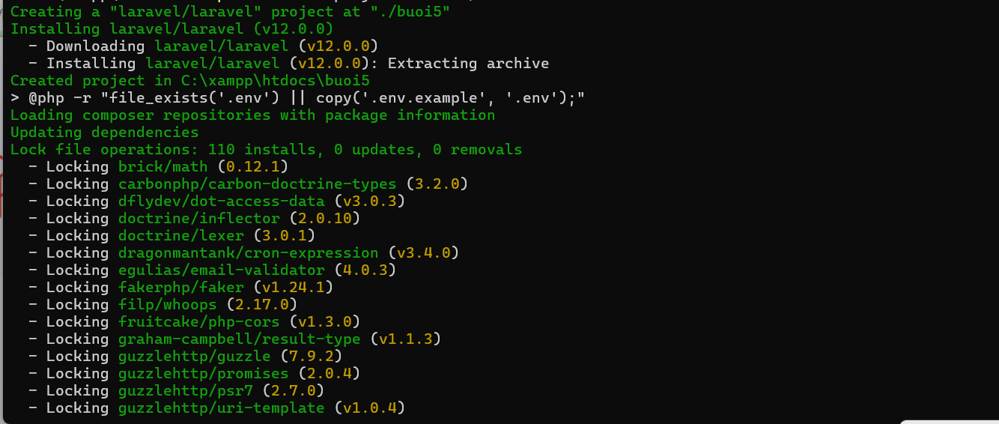 Creating a "laravel/laravel" project at "./buoi5"
Installing laravel/laravel (v12.0.0)
  - Downloading laravel/laravel (v12.0.0)
  - Installing laravel/laravel (v12.0.0): Extracting archive
Created project in C:\xampp\htdocs\buoi5
> @php -r "file_exists('.env') || copy('.env.example', '.env');"
Loading composer repositories with package information
Updating dependencies
Lock file operations: 110 installs, 0 updates, 0 removals
  - Locking brick/math (0.12.1)
  - Locking carbonphp/carbon-doctrine-types (3.2.0)
  - Locking dflydev/dot-access-data (v3.0.3)
  - Locking doctrine/inflector (2.0.10)
  - Locking doctrine/lexer (3.0.1)
  - Locking dragonmantank/cron-expression (v3.4.0)
  - Locking egulias/email-validator (4.0.3)
  - Locking fakerphp/faker (v1.24.1)
  - Locking filp/whoops (2.17.0)
  - Locking fruitcake/php-cors (v1.3.0)
  - Locking graham-campbell/result-type (v1.1.3)
  - Locking guzzlehttp/guzzle (7.9.2)
  - Locking guzzlehttp/promises (2.0.4)
  - Locking guzzlehttp/psr7 (2.7.0)
  - Locking guzzlehttp/uri-template (v1.0.4)